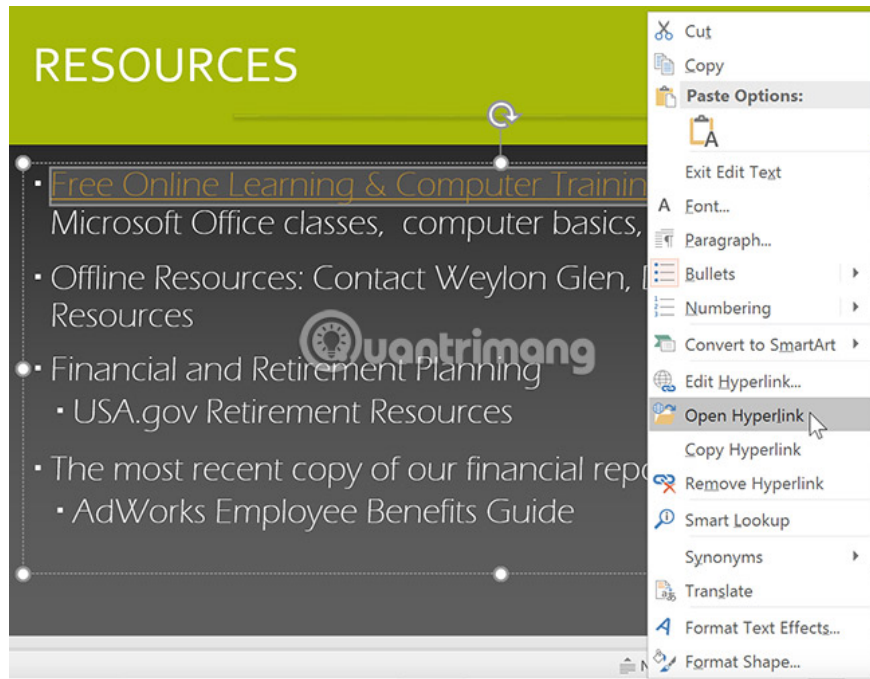 RESOURCES
Free Online Learning & Computer
Microsoft Office classes, computer basics,
Offline Resources: Contact Weylon Glen,
Resources
Financial and Retirement Planning
USA.gov Retirement Resources
The most recent copy of our financial
AdWorks Employee Benefits Guide
Quantrimang
Cut
Copy
Paste Options:
A
Exit Edit Text
A Font...
Paragraph...
Bullets
Numbering
Convert to SmartArt
Edit Hyperlink...
Open Hyperlink
Copy Hyperlink
Remove Hyperlink
Smart Lookup
Synonyms
Translate
A Format Text Effects...
Format Shape...